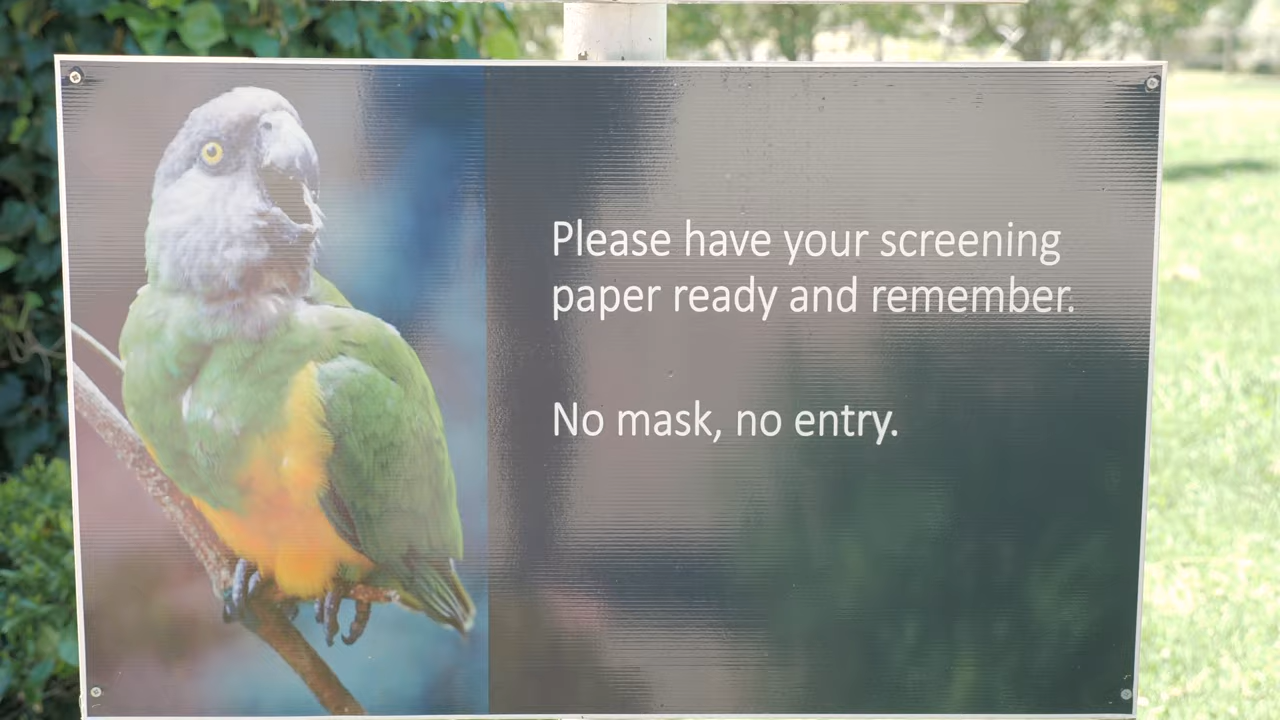 Please have your screening
paper ready and remember.
No mask, no entry.